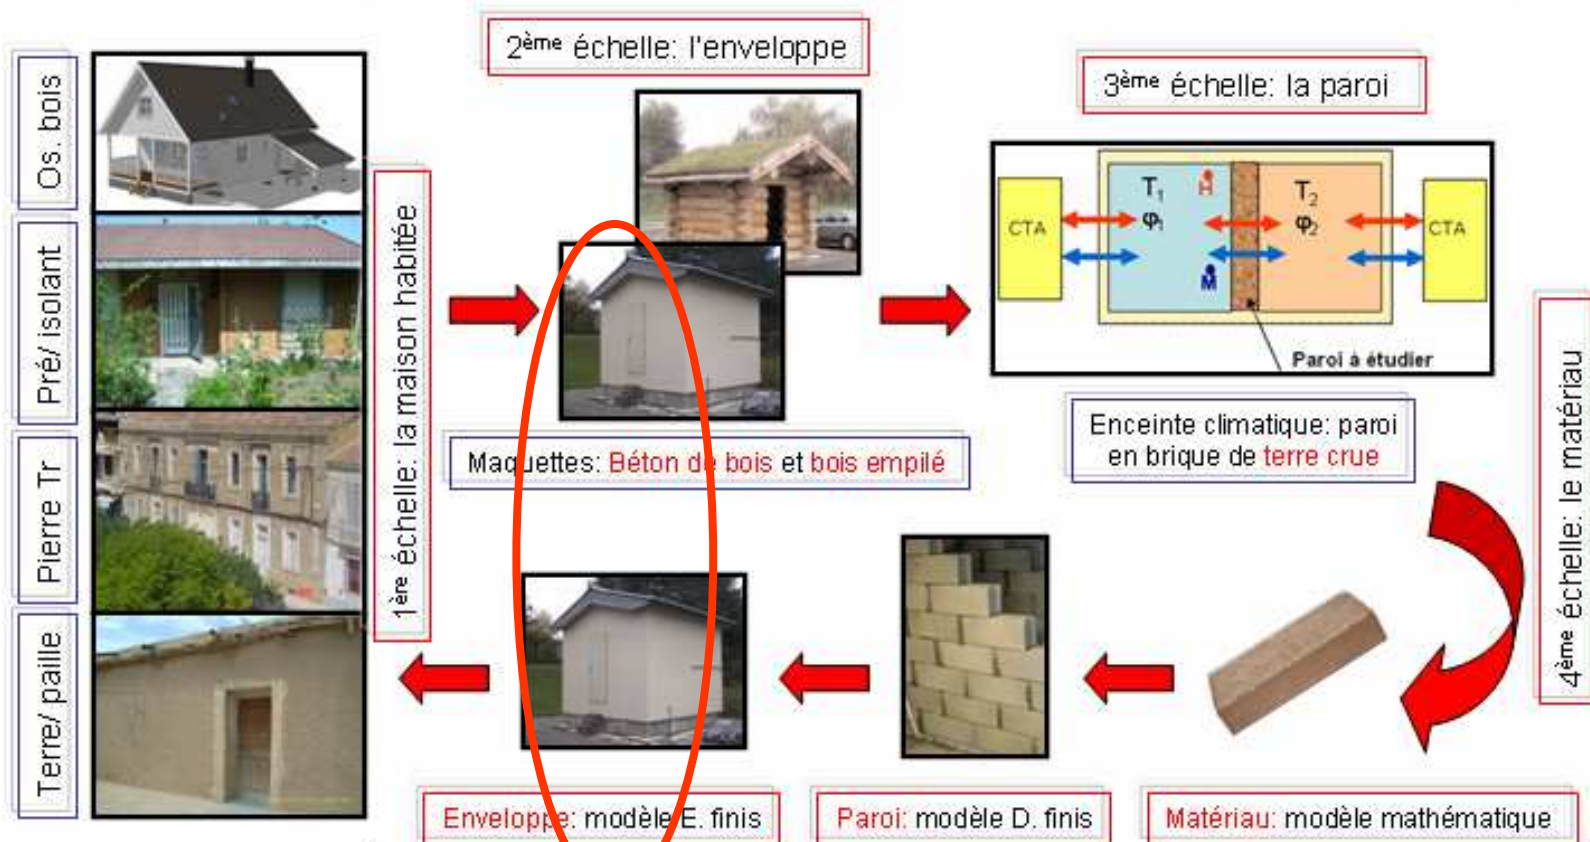 Os. bois
Pré/ isolant
Pierre Tr
Terre/ paille
1ère échelle: la maison habitée
2ème échelle: l'enveloppe
Maquettes: Béton de bois et bois empilé
3ème échelle: la paroi
CTA
T1
φ1
H
M
T2
φ2
CTA
Paroi à étudier
Enceinte climatique: paroi
en brique de terre crue
4ème échelle: le matériau
Enveloppe: modèle E. finis
Paroi: modèle D. finis
Matériau: modèle mathématique